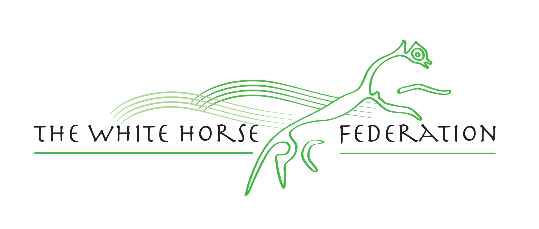 THE WHITE HORSE FEDERATION